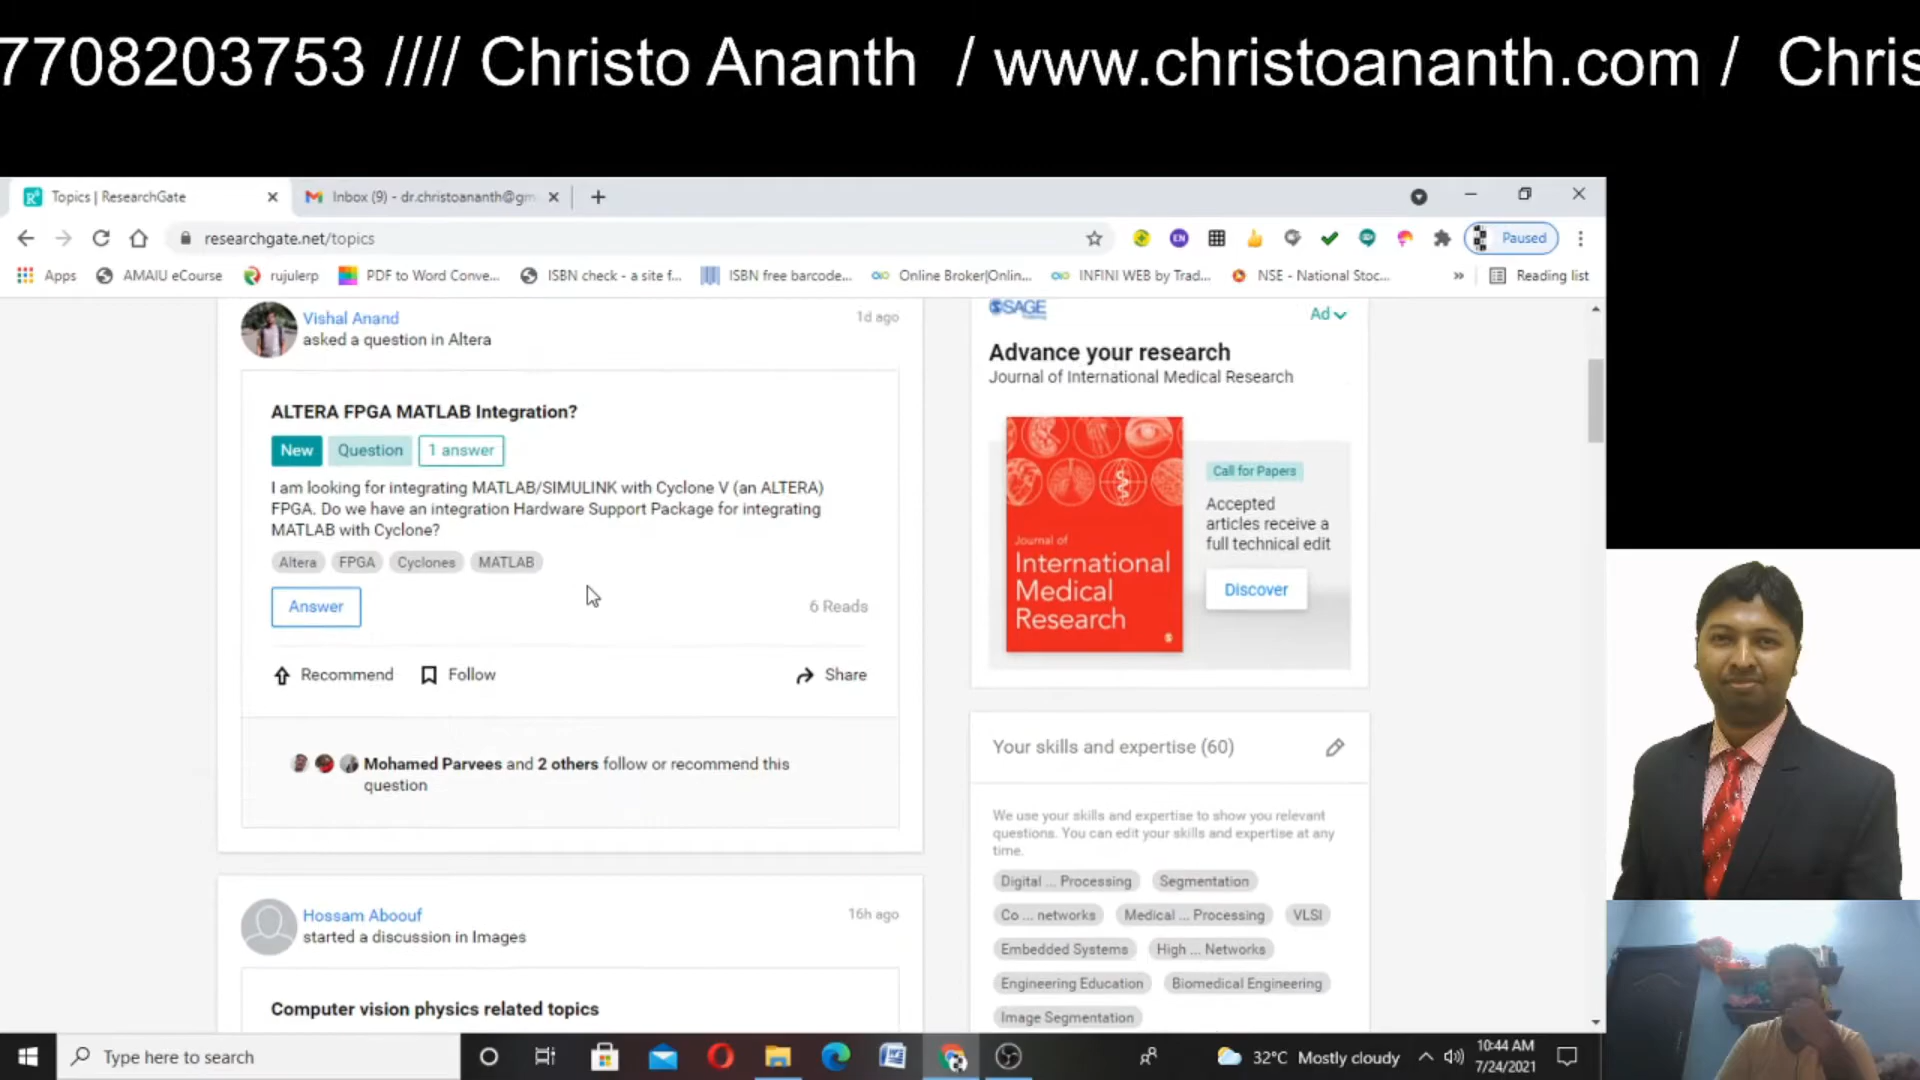 7708203753 //// Christo Ananth / www.christoananth.com / Chris
Topics | ResearchGate
Inbox (9) - dr.christoananth@gm
researchgate.net/topics
Paused
Apps
AMAIU eCourse
rujulerp
PDF to Word Conve...
ISBN check - a site f...
ISBN free barcode...
Online Broker|Onlin...
INFINI WEB by Trad...
NSE - National Stoc...
»
Reading list
Vishal Anand
1d ago
asked a question in Altera
ALTERA FPGA MATLAB Integration?
New
Question
1 answer
I am looking for integrating MATLAB/SIMULINK with Cyclone V (an ALTERA)
FPGA. Do we have an integration Hardware Support Package for integrating
MATLAB with Cyclone?
Altera
FPGA
Cyclones
MATLAB
Answer
6 Reads
Recommend
Follow
Share
Mohamed Parvees and 2 others follow or recommend this
question
Hossam Aboouf
16h ago
started a discussion in Images
Computer vision physics related topics
SAGE
Ad
Advance your research
Journal of International Medical Research
Journal of
International
Medical
Research
Call for Papers
Accepted
articles receive a
full technical edit
Discover
Your skills and expertise (60)
We use your skills and expertise to show you relevant
questions. You can edit your skills and expertise at any
time.
Digital ... Processing
Segmentation
Co ... networks
Medical ... Processing
VLSI
Embedded Systems
High ... Networks
Engineering Education
Biomedical Engineering
Image Segmentation
Type here to search
32°C Mostly cloudy
10:44 AM
7/24/2021